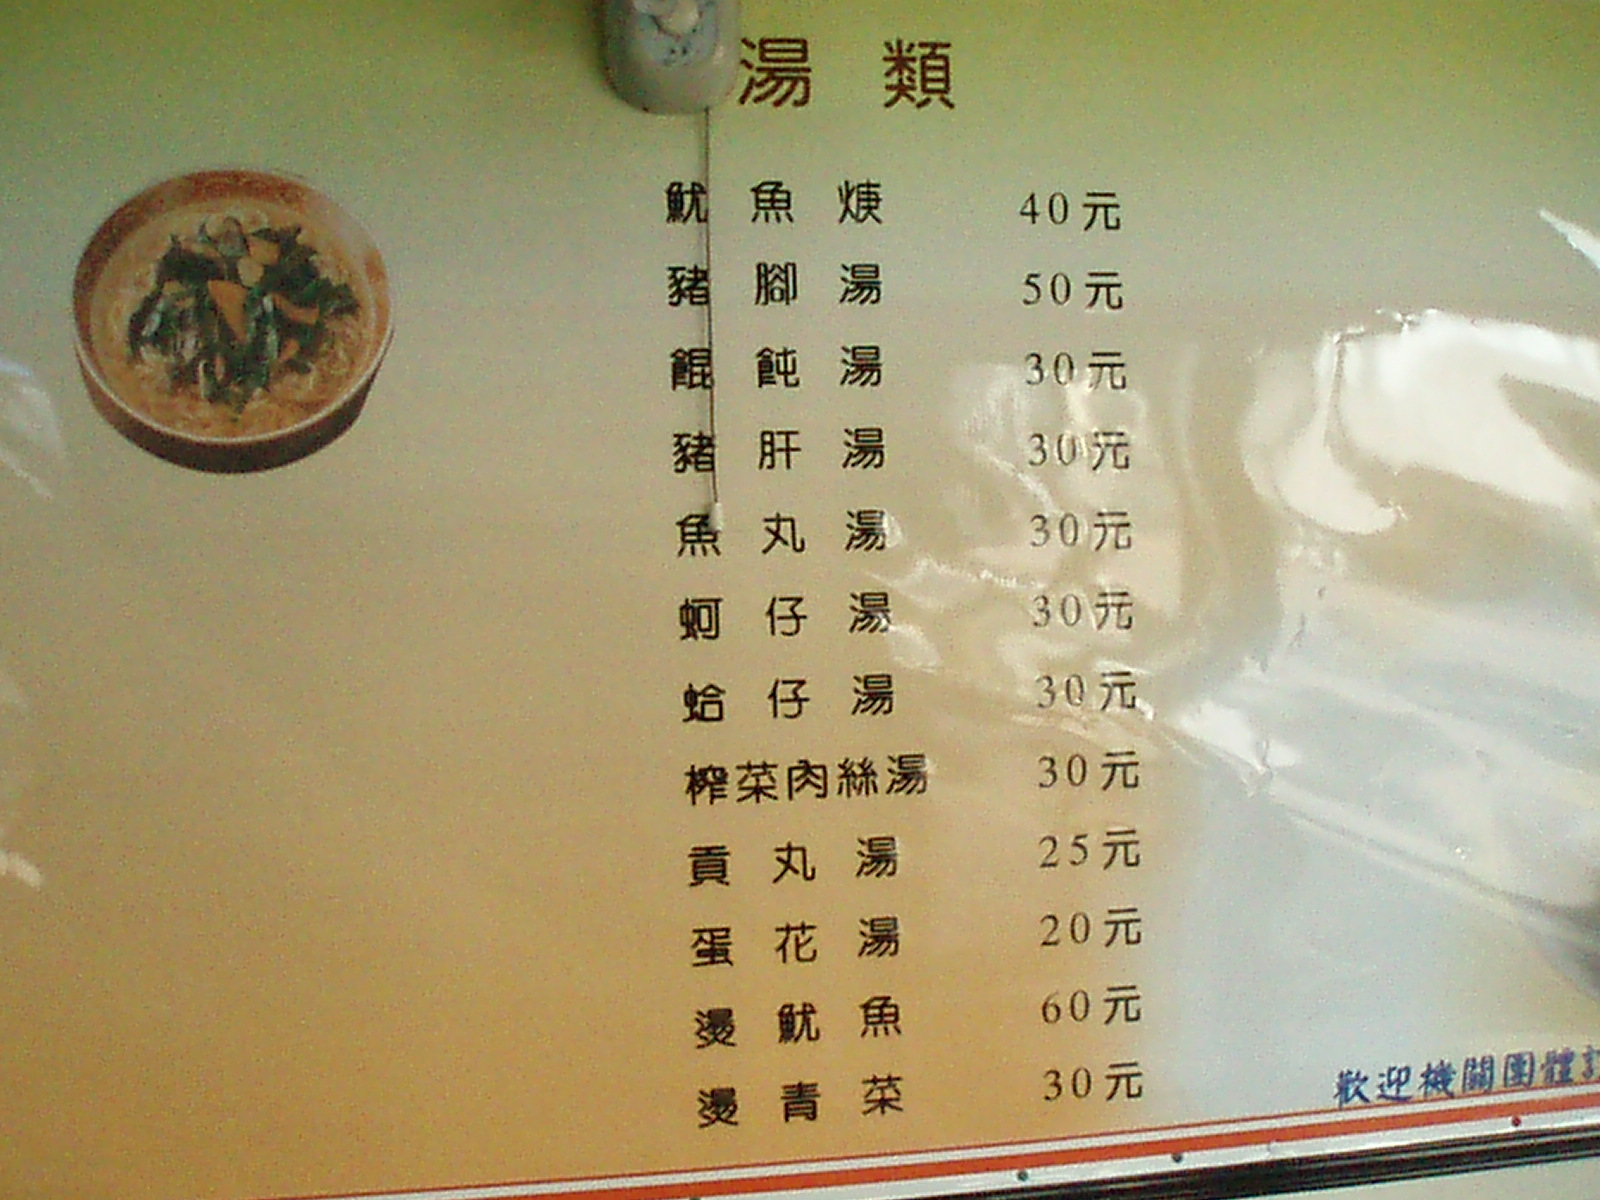 湯 類
魷 魚 焿 40元
豬 腳 湯 50元
餛 飩 湯 30元
豬 肝 湯 30元
魚 丸 湯 30元
蚵 仔 湯 30元
蛤 仔 湯 30元
榨菜肉絲湯 30元
貢 丸 湯 25元
蛋 花 湯 20元
燙 魷 魚 60元
燙 青 菜 30元
歡迎機關團體訂